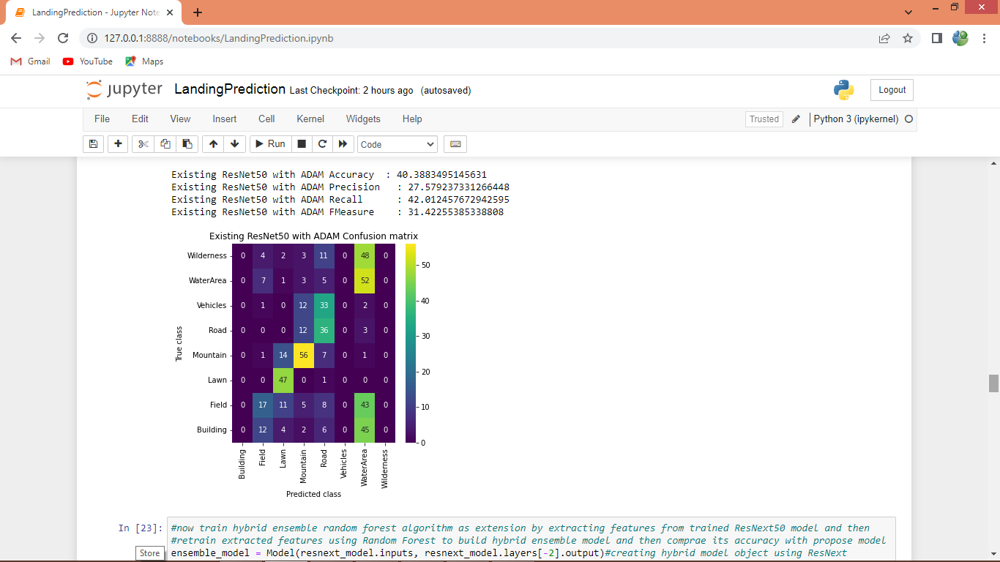 LandingPrediction - Jupyter Note
127.0.0.1:8888/notebooks/LandingPrediction.ipynb
Gmail YouTube Maps
jupyter LandingPrediction Last Checkpoint: 2 hours ago (autosaved) Logout
File Edit View Insert Cell Kernel Widgets Help Trusted Python 3 (ipykernel)
Run Code
Existing ResNet50 with ADAM Accuracy : 40.3883495145631
Existing ResNet50 with ADAM Precision : 27.579237331266448
Existing ResNet50 with ADAM Recall : 42.012457672942595
Existing ResNet50 with ADAM FMeasure : 31.42255385338808
Existing ResNet50 with ADAM Confusion matrix
Wilderness 0 4 2 3 11 0 48 0
WaterArea 0 7 1 3 5 0 52 0
Vehicles 0 1 0 12 33 0 2 0
Road 0 0 0 12 36 0 3 0
Mountain 0 1 14 56 7 0 1 0
Lawn 0 0 47 0 1 0 0 0
Field 0 17 11 5 8 0 43 0
Building 0 12 4 2 6 0 45 0
True class
50
40
30
20
10
0
Building Field Lawn Mountain Road Vehicles WaterArea Wilderness
Predicted class
In [23]: #now train hybrid ensemble random forest algorithm as extension by extracting features from trained ResNext50 model and then
#retrain extracted features using Random Forest to build hybrid ensemble model and then comprae its accuracy with propose model
ensemble_model = Model(resnext_model.inputs, resnext_model.layers[-2].output)#creating hybrid model object using ResNext
Store